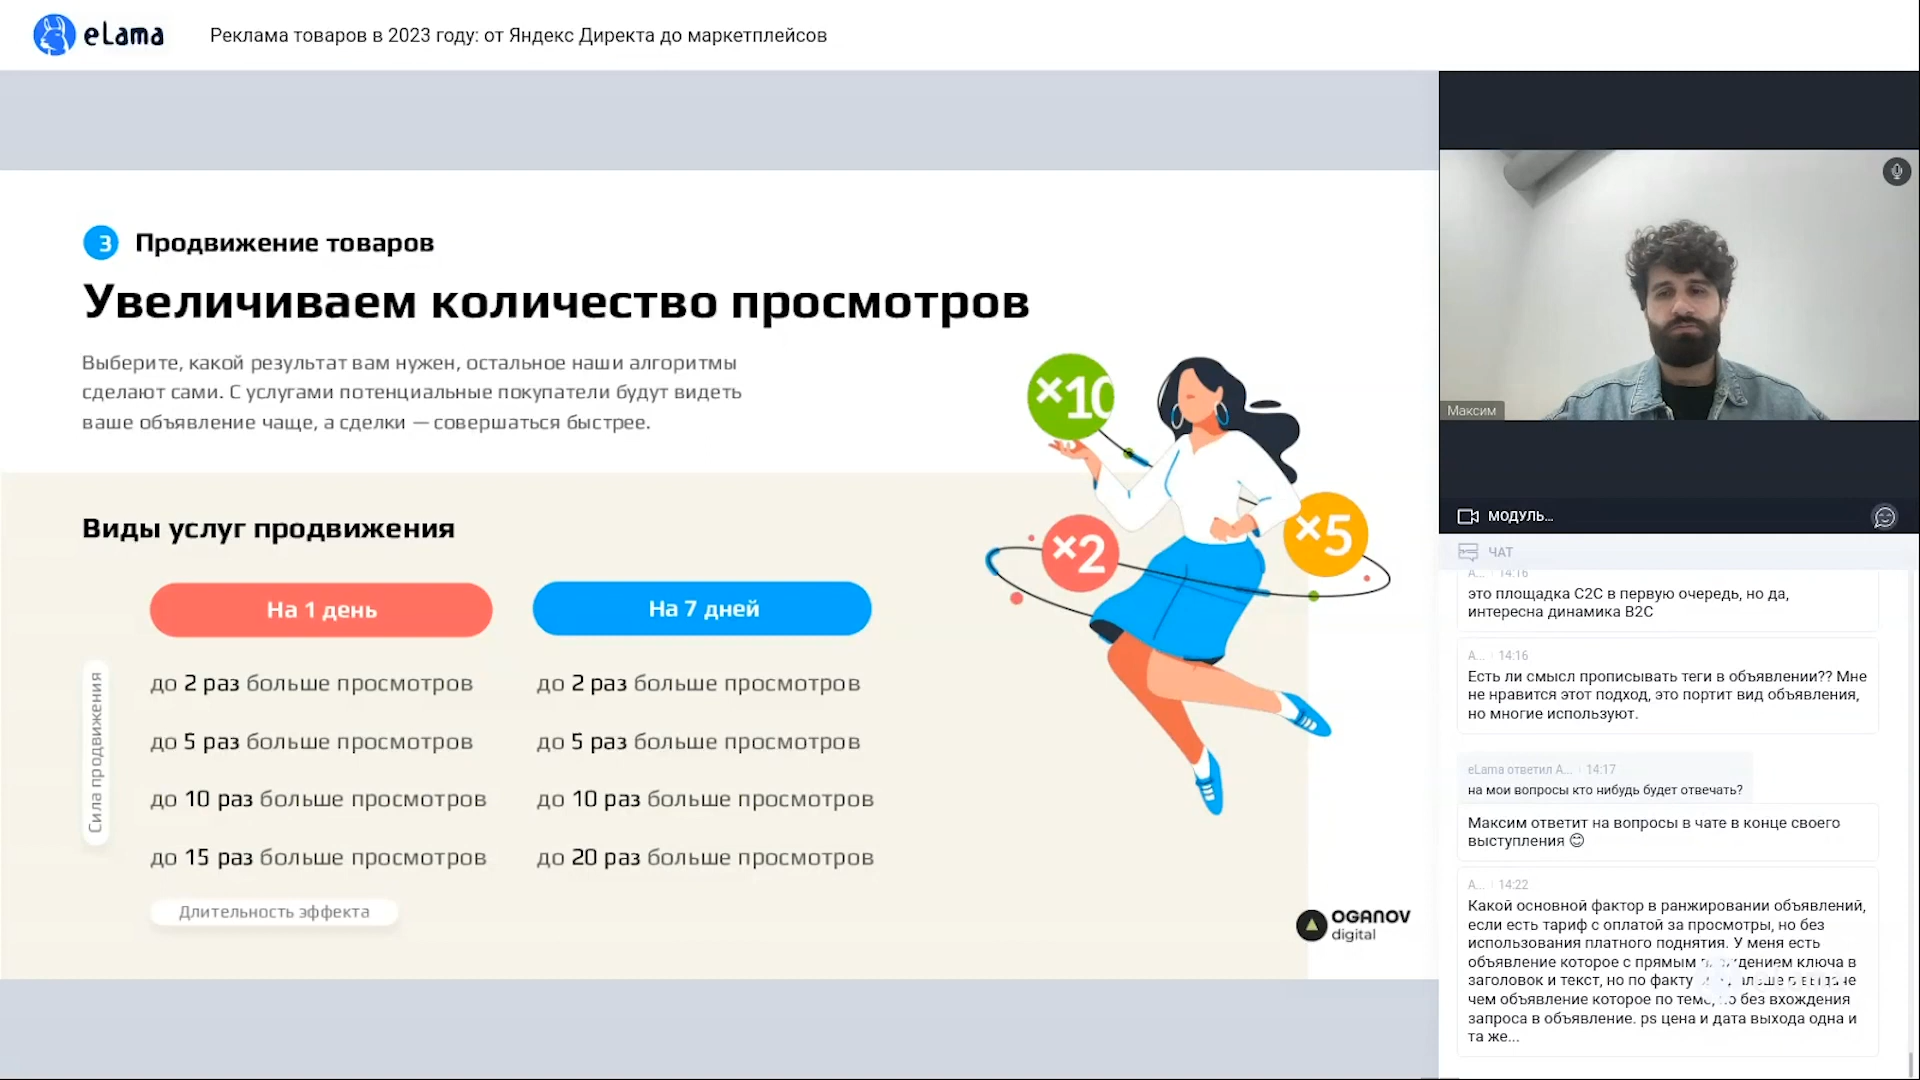 eLama
Реклама товаров в 2023 году: от Яндекс Директа до маркетплейсов
3 Продвижение товаров
Увеличиваем количество просмотров
Выберите, какой результат вам нужен, остальное наши алгоритмы
сделают сами. С услугами потенциальные покупатели будут видеть
ваше объявление чаще, а сделки — совершаться быстрее.
×10
×5
×2
Виды услуг продвижения
На 1 день
На 7 дней
Сила продвижения
до 2 раз больше просмотров
до 2 раз больше просмотров
до 5 раз больше просмотров
до 5 раз больше просмотров
до 10 раз больше просмотров
до 10 раз больше просмотров
до 15 раз больше просмотров
до 20 раз больше просмотров
Длительность эффекта
OGANOV
digital
Максим
МОДУЛЬ...
ЧАТ
А... 14:16
это площадка С2С в первую очередь, но да,
интересна динамика B2C
А... 14:16
Есть ли смысл прописывать теги в объявлении?? Мне
не нравится этот подход, это портит вид объявления,
но многие используют.
eLama ответил А... 14:17
на мои вопросы кто нибудь будет отвечать?
Максим ответит на вопросы в чате в конце своего
выступления 😊
А... 14:22
Какой основной фактор в ранжировании объявлений,
если есть тариф с оплатой за просмотры, но без
использования платного поднятия. У меня есть
объявление которое с прямым ключа в
заголовок и текст, но по факту
чем объявление которое по теме, но без вхождения
запроса в объявление. ps цена и дата выхода одна и
та же...